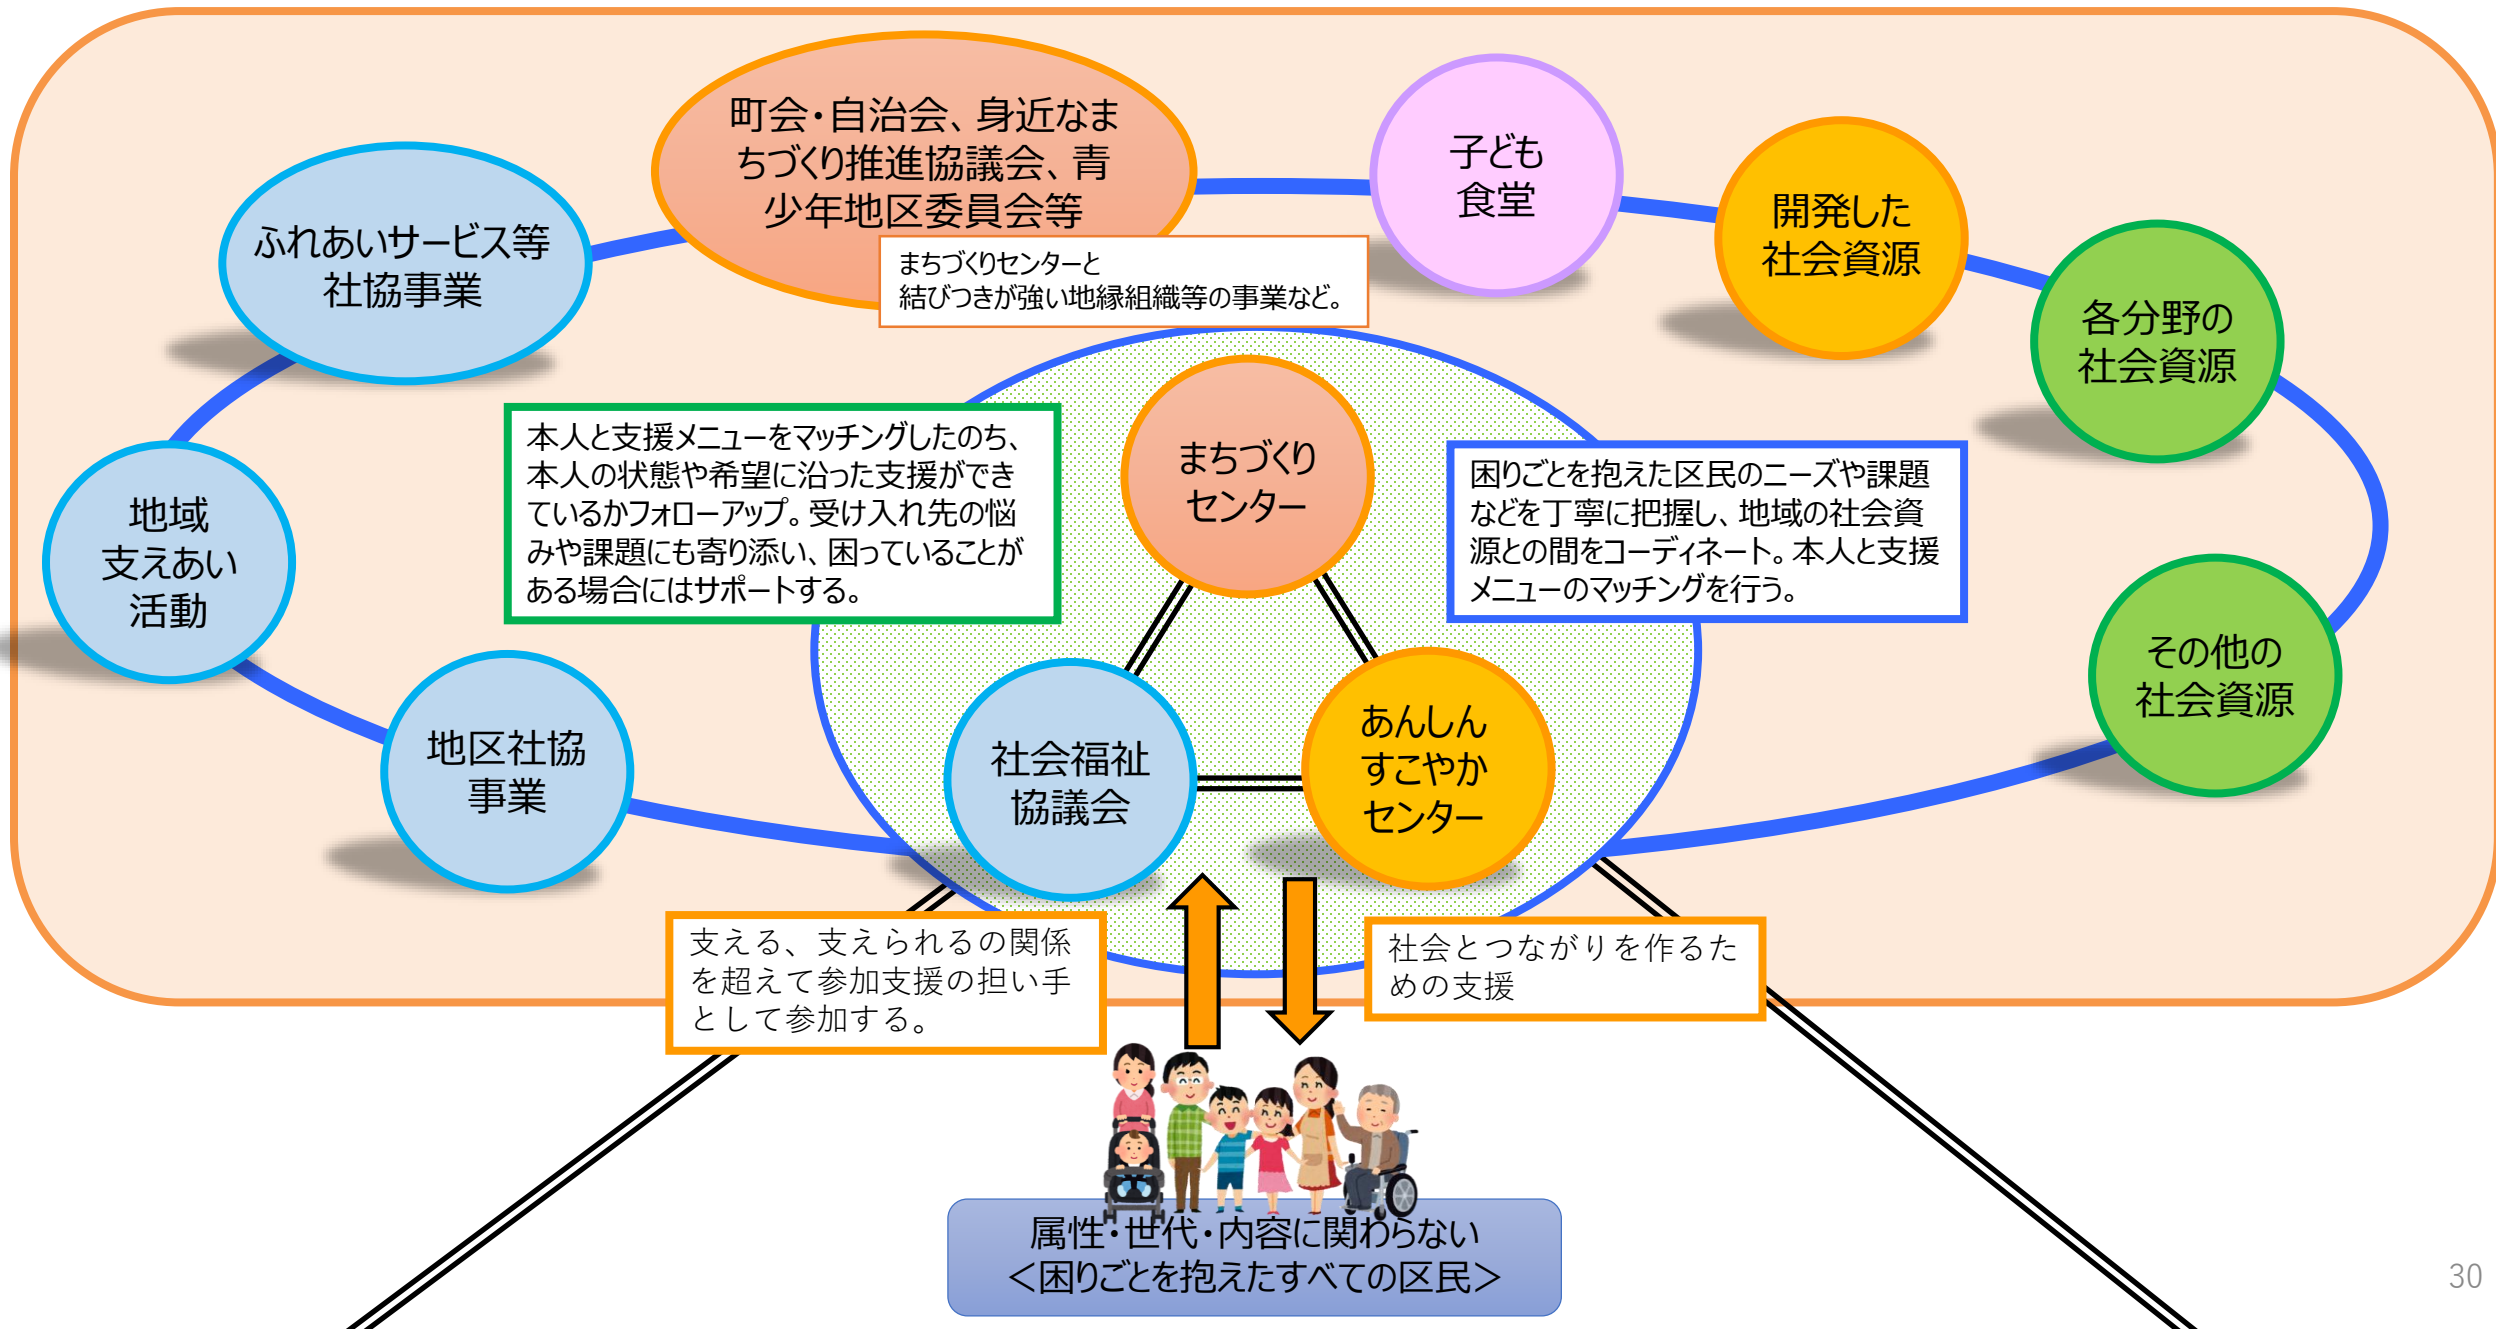 町会・自治会、身近なま
ちづくり推進協議会、青
少年地区委員会等
まちづくりセンターと
結びつきが強い地縁組織等の事業など。
子ども
食堂
開発した
社会資源
各分野の
社会資源
その他の
社会資源
ふれあいサービス等
社協事業
地域
支えあい
活動
地区社協
事業
本人と支援メニューをマッチングしたのち、
本人の状態や希望に沿った支援ができ
ているかフォローアップ。受け入れ先の悩
みや課題にも寄り添い、困っていることが
ある場合にはサポートする。
まちづくり
センター
困りごとを抱えた区民のニーズや課題
などを丁寧に把握し、地域の社会資
源との間をコーディネート。本人と支援
メニューのマッチングを行う。
社会福祉
協議会
あんしん
すこやか
センター
支える、支えられるの関係
を超えて参加支援の担い手
として参加する。
社会とつながりを作るた
めの支援
属性・世代・内容に関わらない
＜困りごとを抱えたすべての区民＞
30